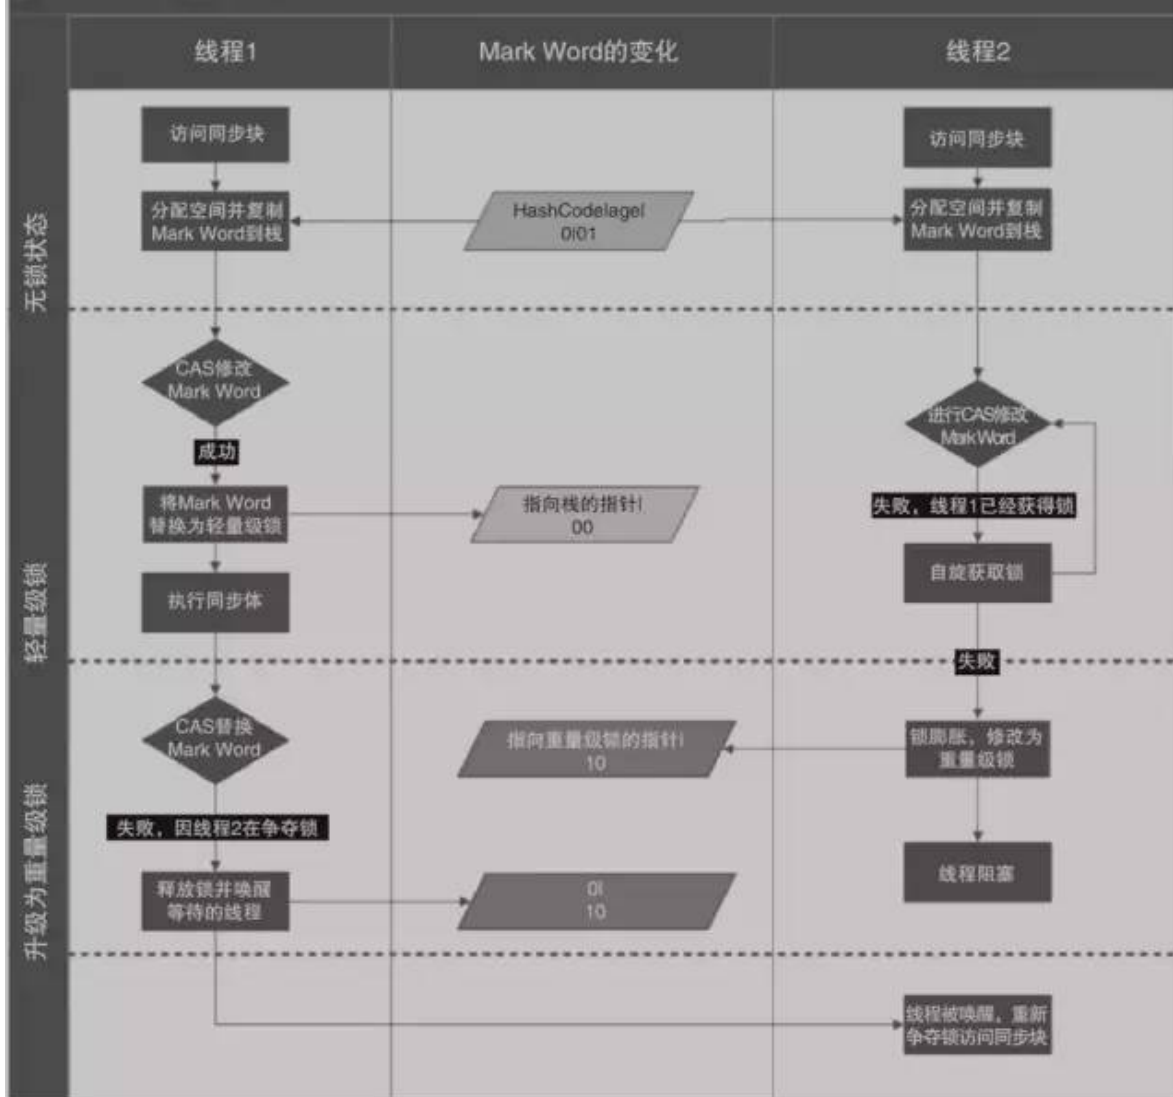 线程1
Mark Word的变化
线程2
无锁状态
访问同步块
访问同步块
分配空间并复制
Mark Word到栈
HashCode|age|
0|01
分配空间并复制
Mark Word到栈
轻量级锁
CAS修改
Mark Word
进行CAS修改
MarkWord
成功
将Mark Word
替换为轻量级锁
指向栈的指针|
00
失败，线程1已经获得锁
执行同步体
自旋获取锁
失败
升级为重量级锁
CAS替换
Mark Word
指向重量级锁的指针|
10
锁膨胀，修改为
重量级锁
失败，因线程2在争夺锁
释放锁并唤醒
等待的线程
0|
10
线程阻塞
线程被唤醒，重新
争夺锁访问同步块